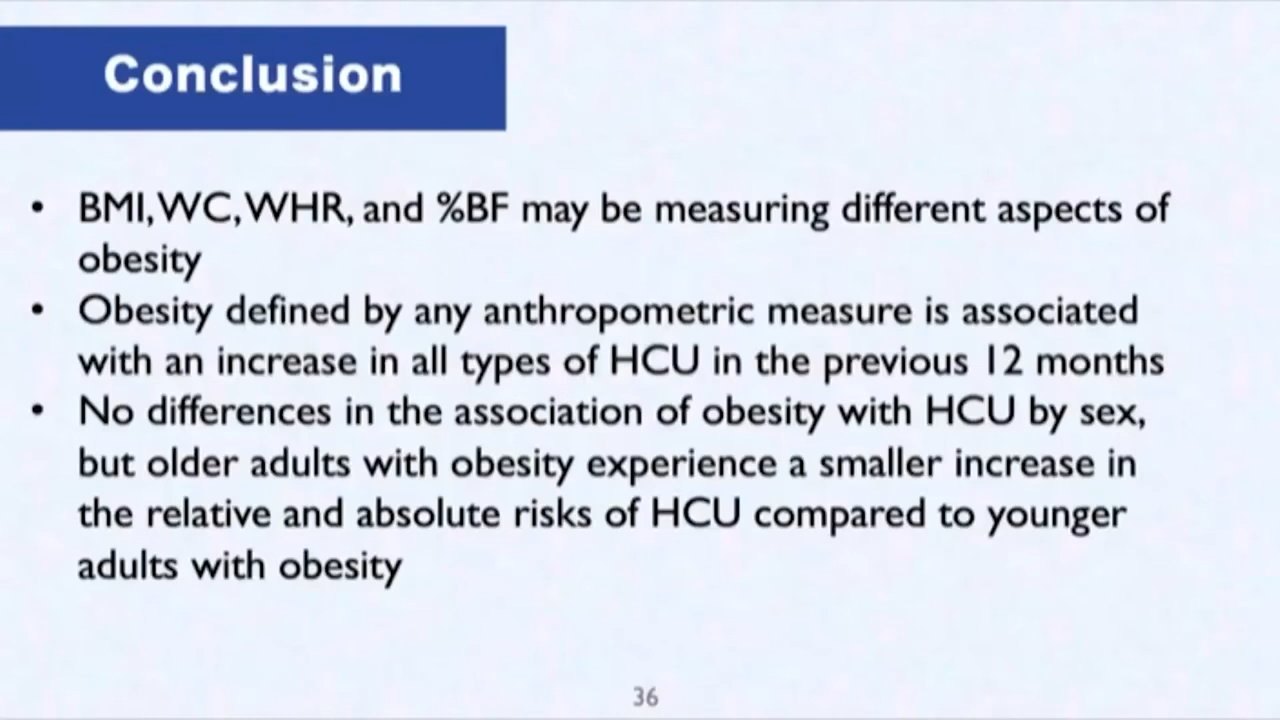 Conclusion
• BMI, WC, WHR, and %BF may be measuring different aspects of
obesity
• Obesity defined by any anthropometric measure is associated
with an increase in all types of HCU in the previous 12 months
• No differences in the association of obesity with HCU by sex,
but older adults with obesity experience a smaller increase in
the relative and absolute risks of HCU compared to younger
adults with obesity
36